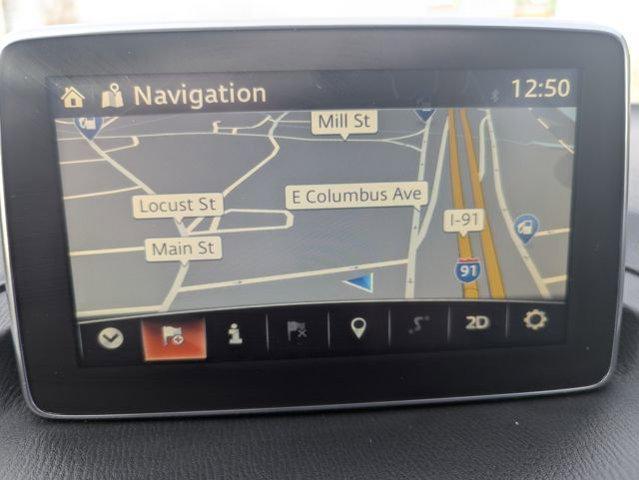 Navigation 12:50
Mill St
E Columbus Ave
Locust St
I-91
Main St
91
2D